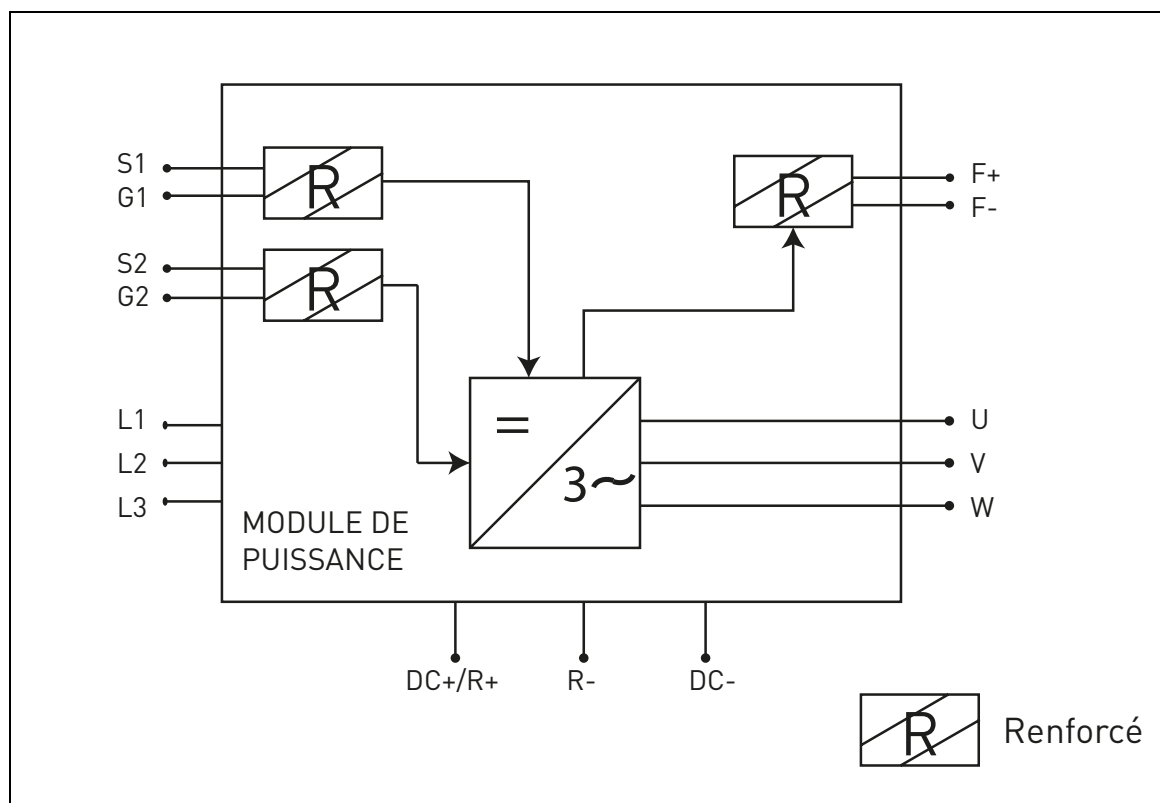 S1
G1
R
F+
F-
R
S2
G2
R
L1
L2
L3
=
3~
U
V
W
MODULE DE
PUISSANCE
DC+/R+
R-
DC-
R
Renforcé